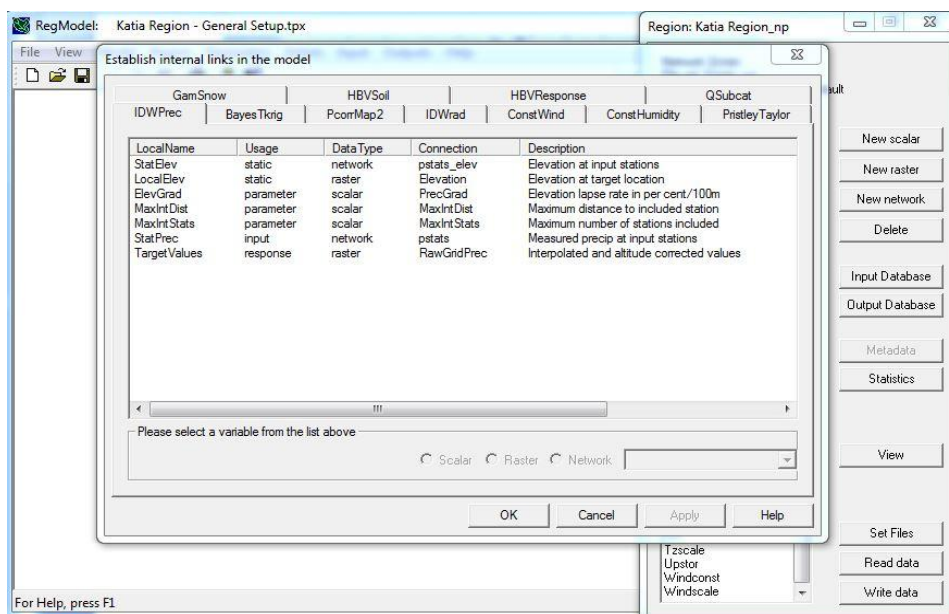 RegModel: Katia Region - General Setup.tpx
Region: Katia Region_np
File View
Establish internal links in the model
GamSnow HBVSoil HBVResponse QSubcat
IDWPrec BayesTkrig PcorrMap2 IDWrad ConstWind ConstHumidity PristleyTaylor
LocalName Usage DataType Connection Description
StatElev static network pstats_elev Elevation at input stations
LocalElev static raster Elevation Elevation at target location
ElevGrad parameter scalar PrecGrad Elevation lapse rate in per cent/100m
MaxIntDist parameter scalar MaxIntDist Maximum distance to included station
MaxIntStats parameter scalar MaxIntStats Maximum number of stations included
StatPrec input network pstats Measured precip at input stations
TargetValues response raster RawGridPrec Interpolated and altitude corrected values
Please select a variable from the list above
Scalar Raster Network
OK Cancel Apply Help
ault
New scalar
New raster
New network
Delete
Input Database
Output Database
Metadata
Statistics
View
Set Files
Read data
Write data
Tzscale
Upstor
Windconst
Windscale
For Help, press F1